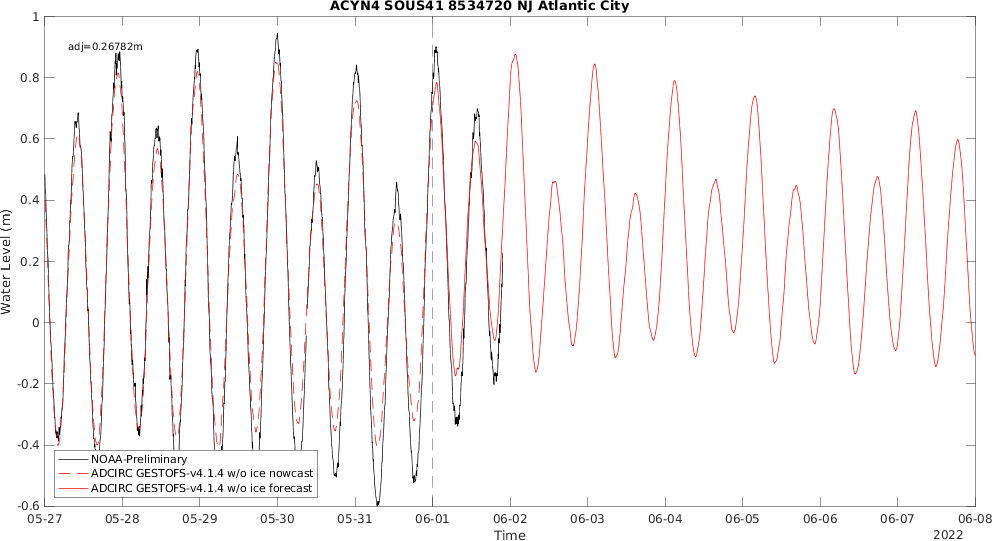 ACYN4 SOUS41 8534720 NJ Atlantic City
adj=0.26782m
1
0.8
0.6
0.4
0.2
0
-0.2
-0.4
-0.6
Water Level (m)
NOAA-Preliminary
ADCIRC GESTOFS-v4.1.4 w/o ice nowcast
ADCIRC GESTOFS-v4.1.4 w/o ice forecast
05-27 05-28 05-29 05-30 05-31 06-01 06-02 06-03 06-04 06-05 06-06 06-07 06-08
Time
2022